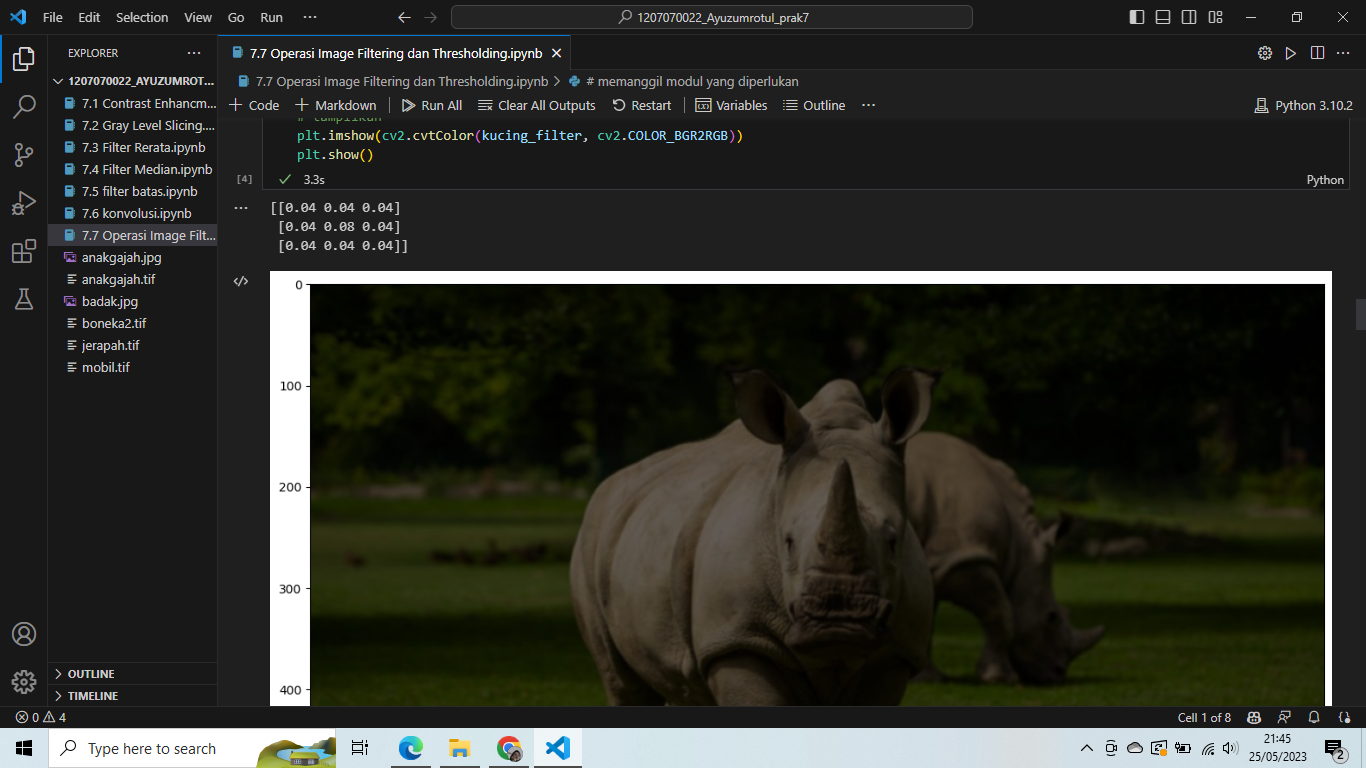 File Edit Selection View Go Run ··· 1207070022_Ayuzumrotul_prak7
EXPLORER ···
1207070022_AYUZUMROT...
7.1 Contrast Enhancm...
7.2 Gray Level Slicing....
7.3 Filter Rerata.ipynb
7.4 Filter Median.ipynb
7.5 filter batas.ipynb
7.6 konvolusi.ipynb
7.7 Operasi Image Filt...
anakgajah.jpg
anakgajah.tif
badak.jpg
boneka2.tif
jerapah.tif
mobil.tif
OUTLINE
TIMELINE
7.7 Operasi Image Filtering dan Thresholding.ipynb
7.7 Operasi Image Filtering dan Thresholding.ipynb > # memanggil modul yang diperlukan
+ Code + Markdown Run All Clear All Outputs Restart Variables Outline ··· Python 3.10.2
# tampilkan
plt.imshow(cv2.cvtColor(kucing_filter, cv2.COLOR_BGR2RGB))
plt.show()
[4] 3.3s Python
[[0.04 0.04 0.04]
[0.04 0.08 0.04]
[0.04 0.04 0.04]]
0
100
200
300
400
0 4 Cell 1 of 8
Type here to search
21:45
25/05/2023
2